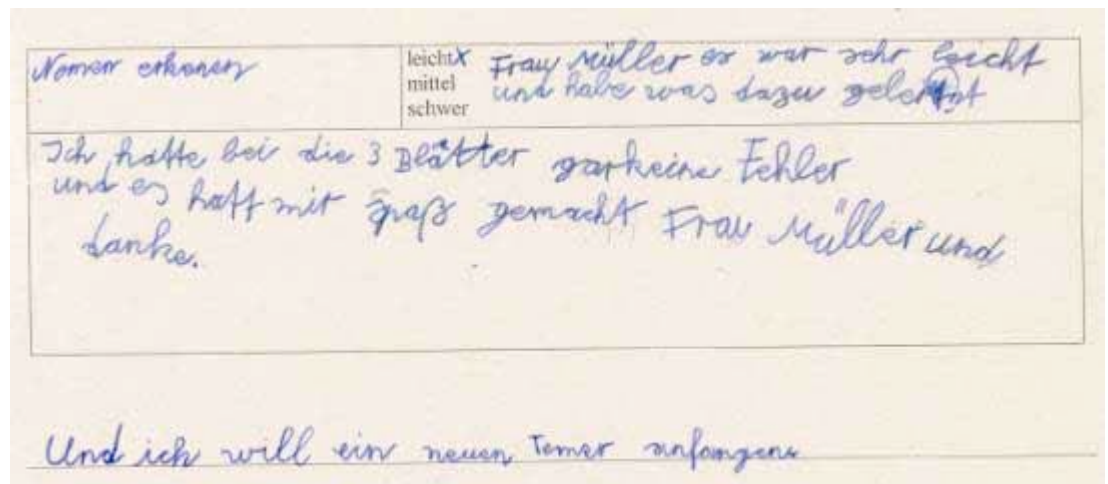 Nomen erkenen
leicht X
mittel
schwer
Frau Müller es war sehr leicht
und habe was dazu gelernt
Ich hatte bei die 3 Blätter garkeine Fehler
und es hatt mir spaß gemacht Frau Müller und
danke.
Und ich will ein neuen Temer anfangen